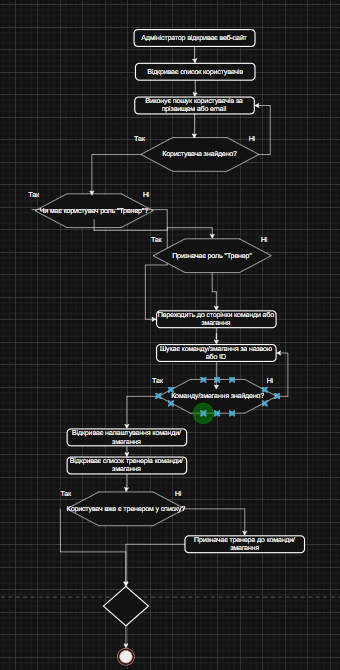 Адміністратор відкриває веб-сайт
Відкриває список користувачів
Виконує пошук користувачів за
прізвищем або email
Так
Ні
Користувача знайдено?
Так
Ні
Чи має користувач роль "Тренер"?
Так
Ні
Призначає роль "Тренер"
Переходить до сторінки команди або
змагання
Шукає команду/змагання за назвою
або ID
Так
Ні
Команду/змагання знайдено?
Відкриває налаштування команди/
змагання
Відкриває список тренерів команди/
змагання
Так
Ні
Користувач вже є тренером у списку?
Призначає тренера до команди/
змагання